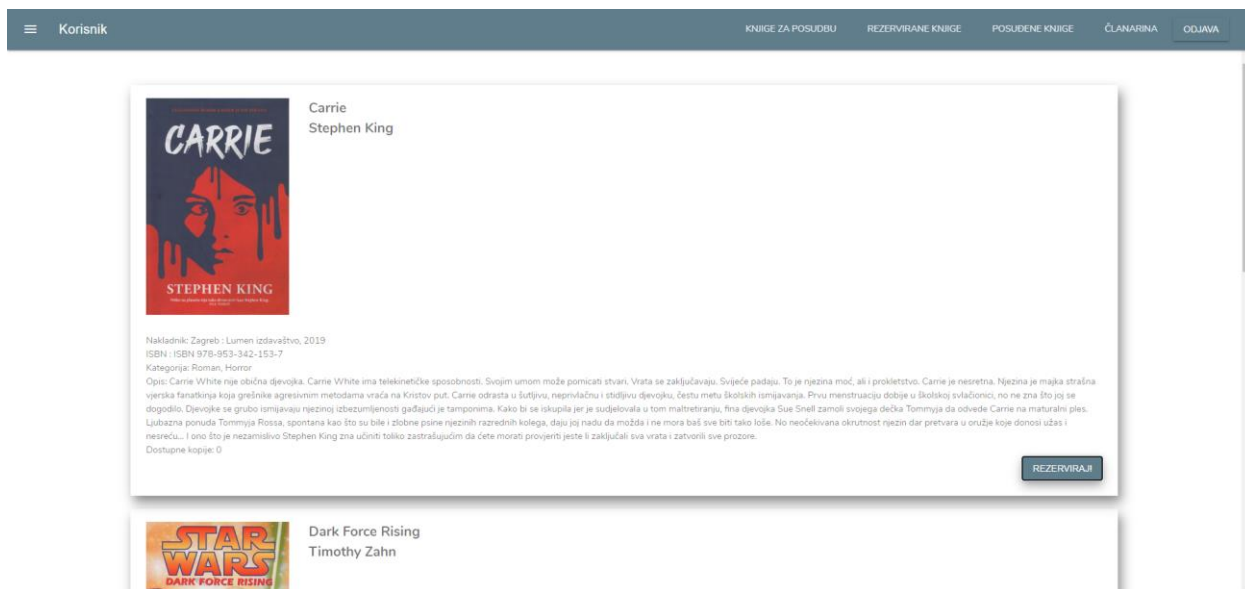 Korisnik
KNJIGE ZA POSUDBU
REZERVIRANE KNJIGE
POSUĐENE KNJIGE
ČLANARINA
ODJAVA
CARRIE
STEPHEN KING
Carrie
Stephen King
Nakladnik: Zagreb : Lumen izdavaštvo, 2019
ISBN : ISBN 978-953-342-153-7
Kategorija: Roman, Horror
Opis: Carrie White nije obična djevojka. Carrie White ima telekinetičke sposobnosti. Svojim umom može pomicati stvari. Vrata se zaključavaju. Svijeće padaju. To je njezina moć, ali i prokletstvo. Carrie je nesretna. Njezina je majka strašna
vjerska fanatkinja koja grešnike agresivnim metodama vraća na Kristov put. Carrie odrasta u šutljivu, neprivlačnu i stidljivu djevojku, čestu metu školskih ismijavanja. Prvu menstruaciju dobije u školskoj svlačionici, no ne zna što joj se
dogodilo. Djevojke se grubo ismijavaju njezinoj izbezumljenosti gađajući je tamponima. Kako bi se iskupila jer je sudjelovala u tom maltretiranju, fina djevojka Sue Snell zamoli svojega dečka Tommyja da odvede Carrie na maturalni ples.
Ljubazna ponuda Tommyja Rossa, spontana kao što su bile i zlobne psine njezinih razrednih kolega, daju joj nadu da možda i ne mora baš sve biti tako loše. No neočekivana okrutnost njezin dar pretvara u oružje koje donosi užas i
nesreću... I ono što je nezamislivo Stephen King zna učiniti toliko zastrašujućim da ćete morati provjeriti jeste li zaključali sva vrata i zatvorili sve prozore.
Dostupne kopije: 0
REZERVIRAJ!
STAR
WARS
DARK FORCE RISING
Dark Force Rising
Timothy Zahn